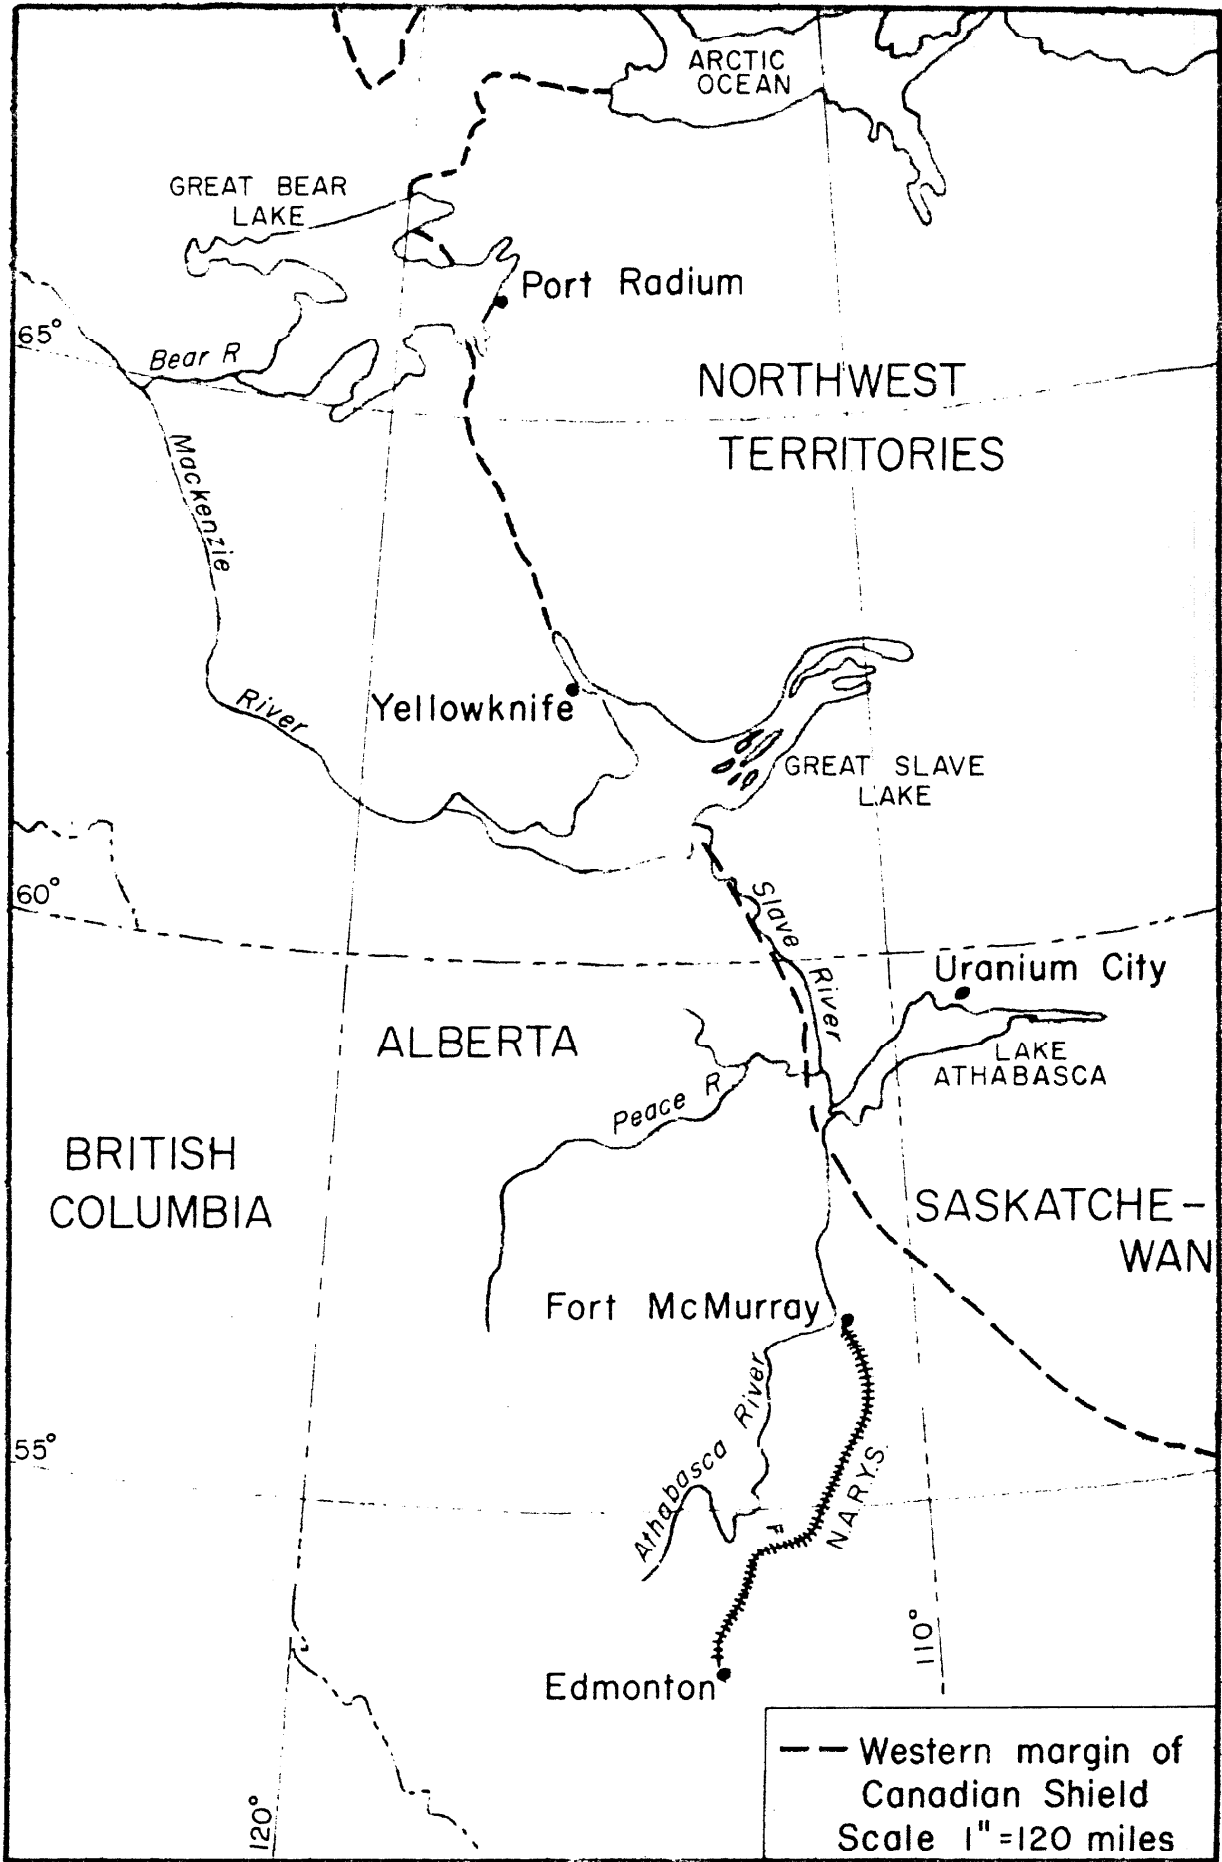 ARCTIC
OCEAN
GREAT BEAR
LAKE
Port Radium
65°
Bear R
NORTHWEST
TERRITORIES
Mackenzie
River
Yellowknife
GREAT SLAVE
LAKE
60°
Slave River
Uranium City
ALBERTA
LAKE
ATHABASCA
Peace R
BRITISH
COLUMBIA
SASKATCHE-
WAN
Fort McMurray
Athabasca River
55°
N.A.RY.S.
110°
Edmonton
120°
Western margin of
Canadian Shield
Scale 1"=120 miles